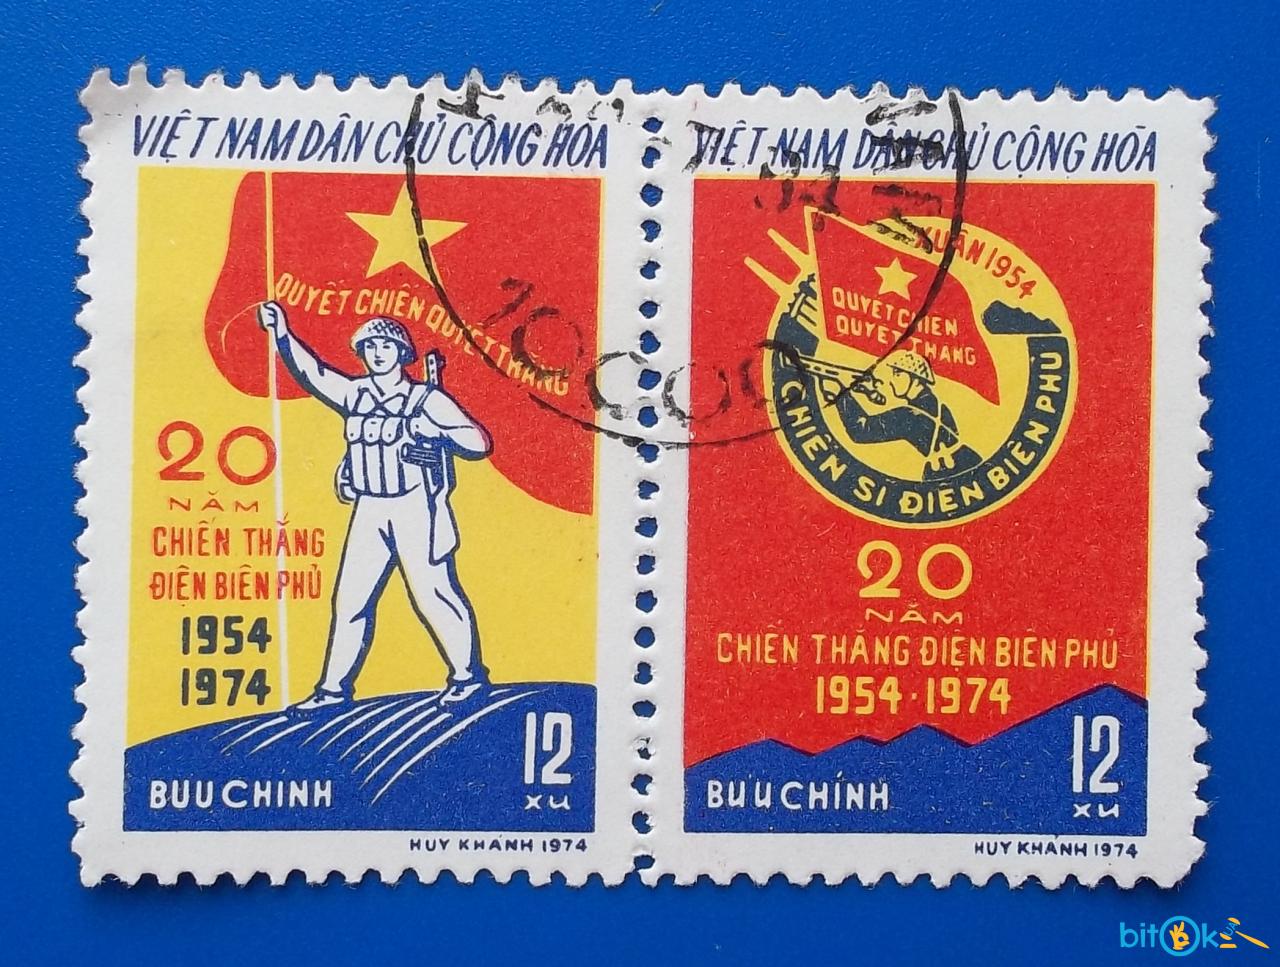 VIỆT NAM DÂN CHỦ CỘNG HÒA
QUYẾT CHIẾN QUYẾT THẮNG
20
NĂM
CHIẾN THẮNG
ĐIỆN BIÊN PHỦ
1954
1974
12
XU
BƯU CHÍNH
HUY KHÁNH 1974
VIỆT NAM DÂN CHỦ CỘNG HÒA
XUÂN 1954
QUYẾT CHIẾN
QUYẾT THẮNG
CHIẾN SĨ ĐIỆN BIÊN PHỦ
20
NĂM
CHIẾN THẮNG ĐIỆN BIÊN PHỦ
1954·1974
12
XU
BƯU CHÍNH
HUY KHÁNH 1974
10000
bitok.ua